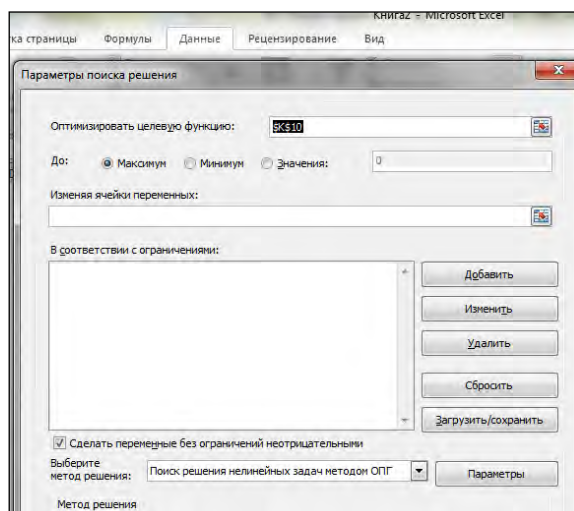 Книга2 - Microsoft Excel
ка страницы Формулы Данные Рецензирование Вид
Параметры поиска решения
Оптимизировать целевую функцию: $K$10
До: Максимум Минимум Значения: 0
Изменяя ячейки переменных:
В соответствии с ограничениями:
Добавить
Изменить
Удалить
Сбросить
Загрузить/сохранить
Сделать переменные без ограничений неотрицательными
Выберите
метод решения: Поиск решения нелинейных задач методом ОПГ Параметры
Метод решения